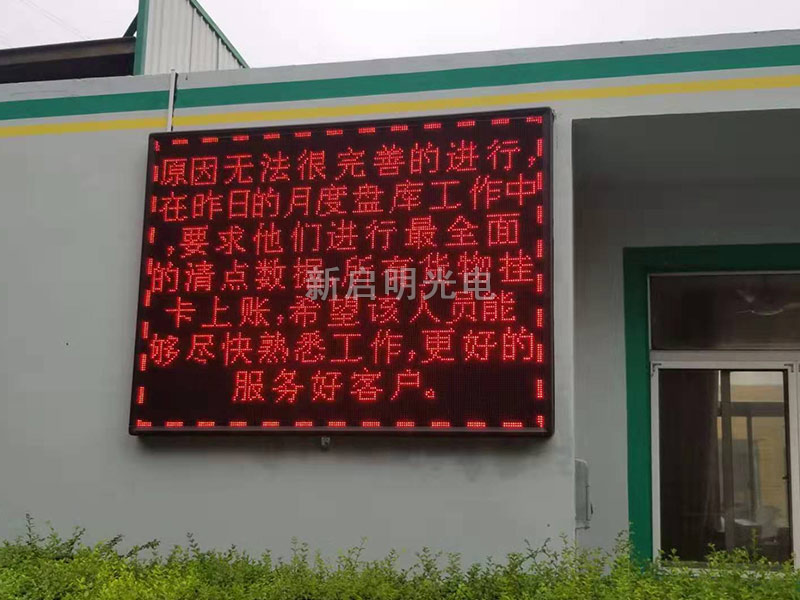 原因无法很完善的进行,
在昨日的月度盘库工作中
,要求他们进行最全面
的清点数据,所有货物挂
卡上账,希望该人员能
够尽快熟悉工作,更好的
服务好客户。
新启明光电